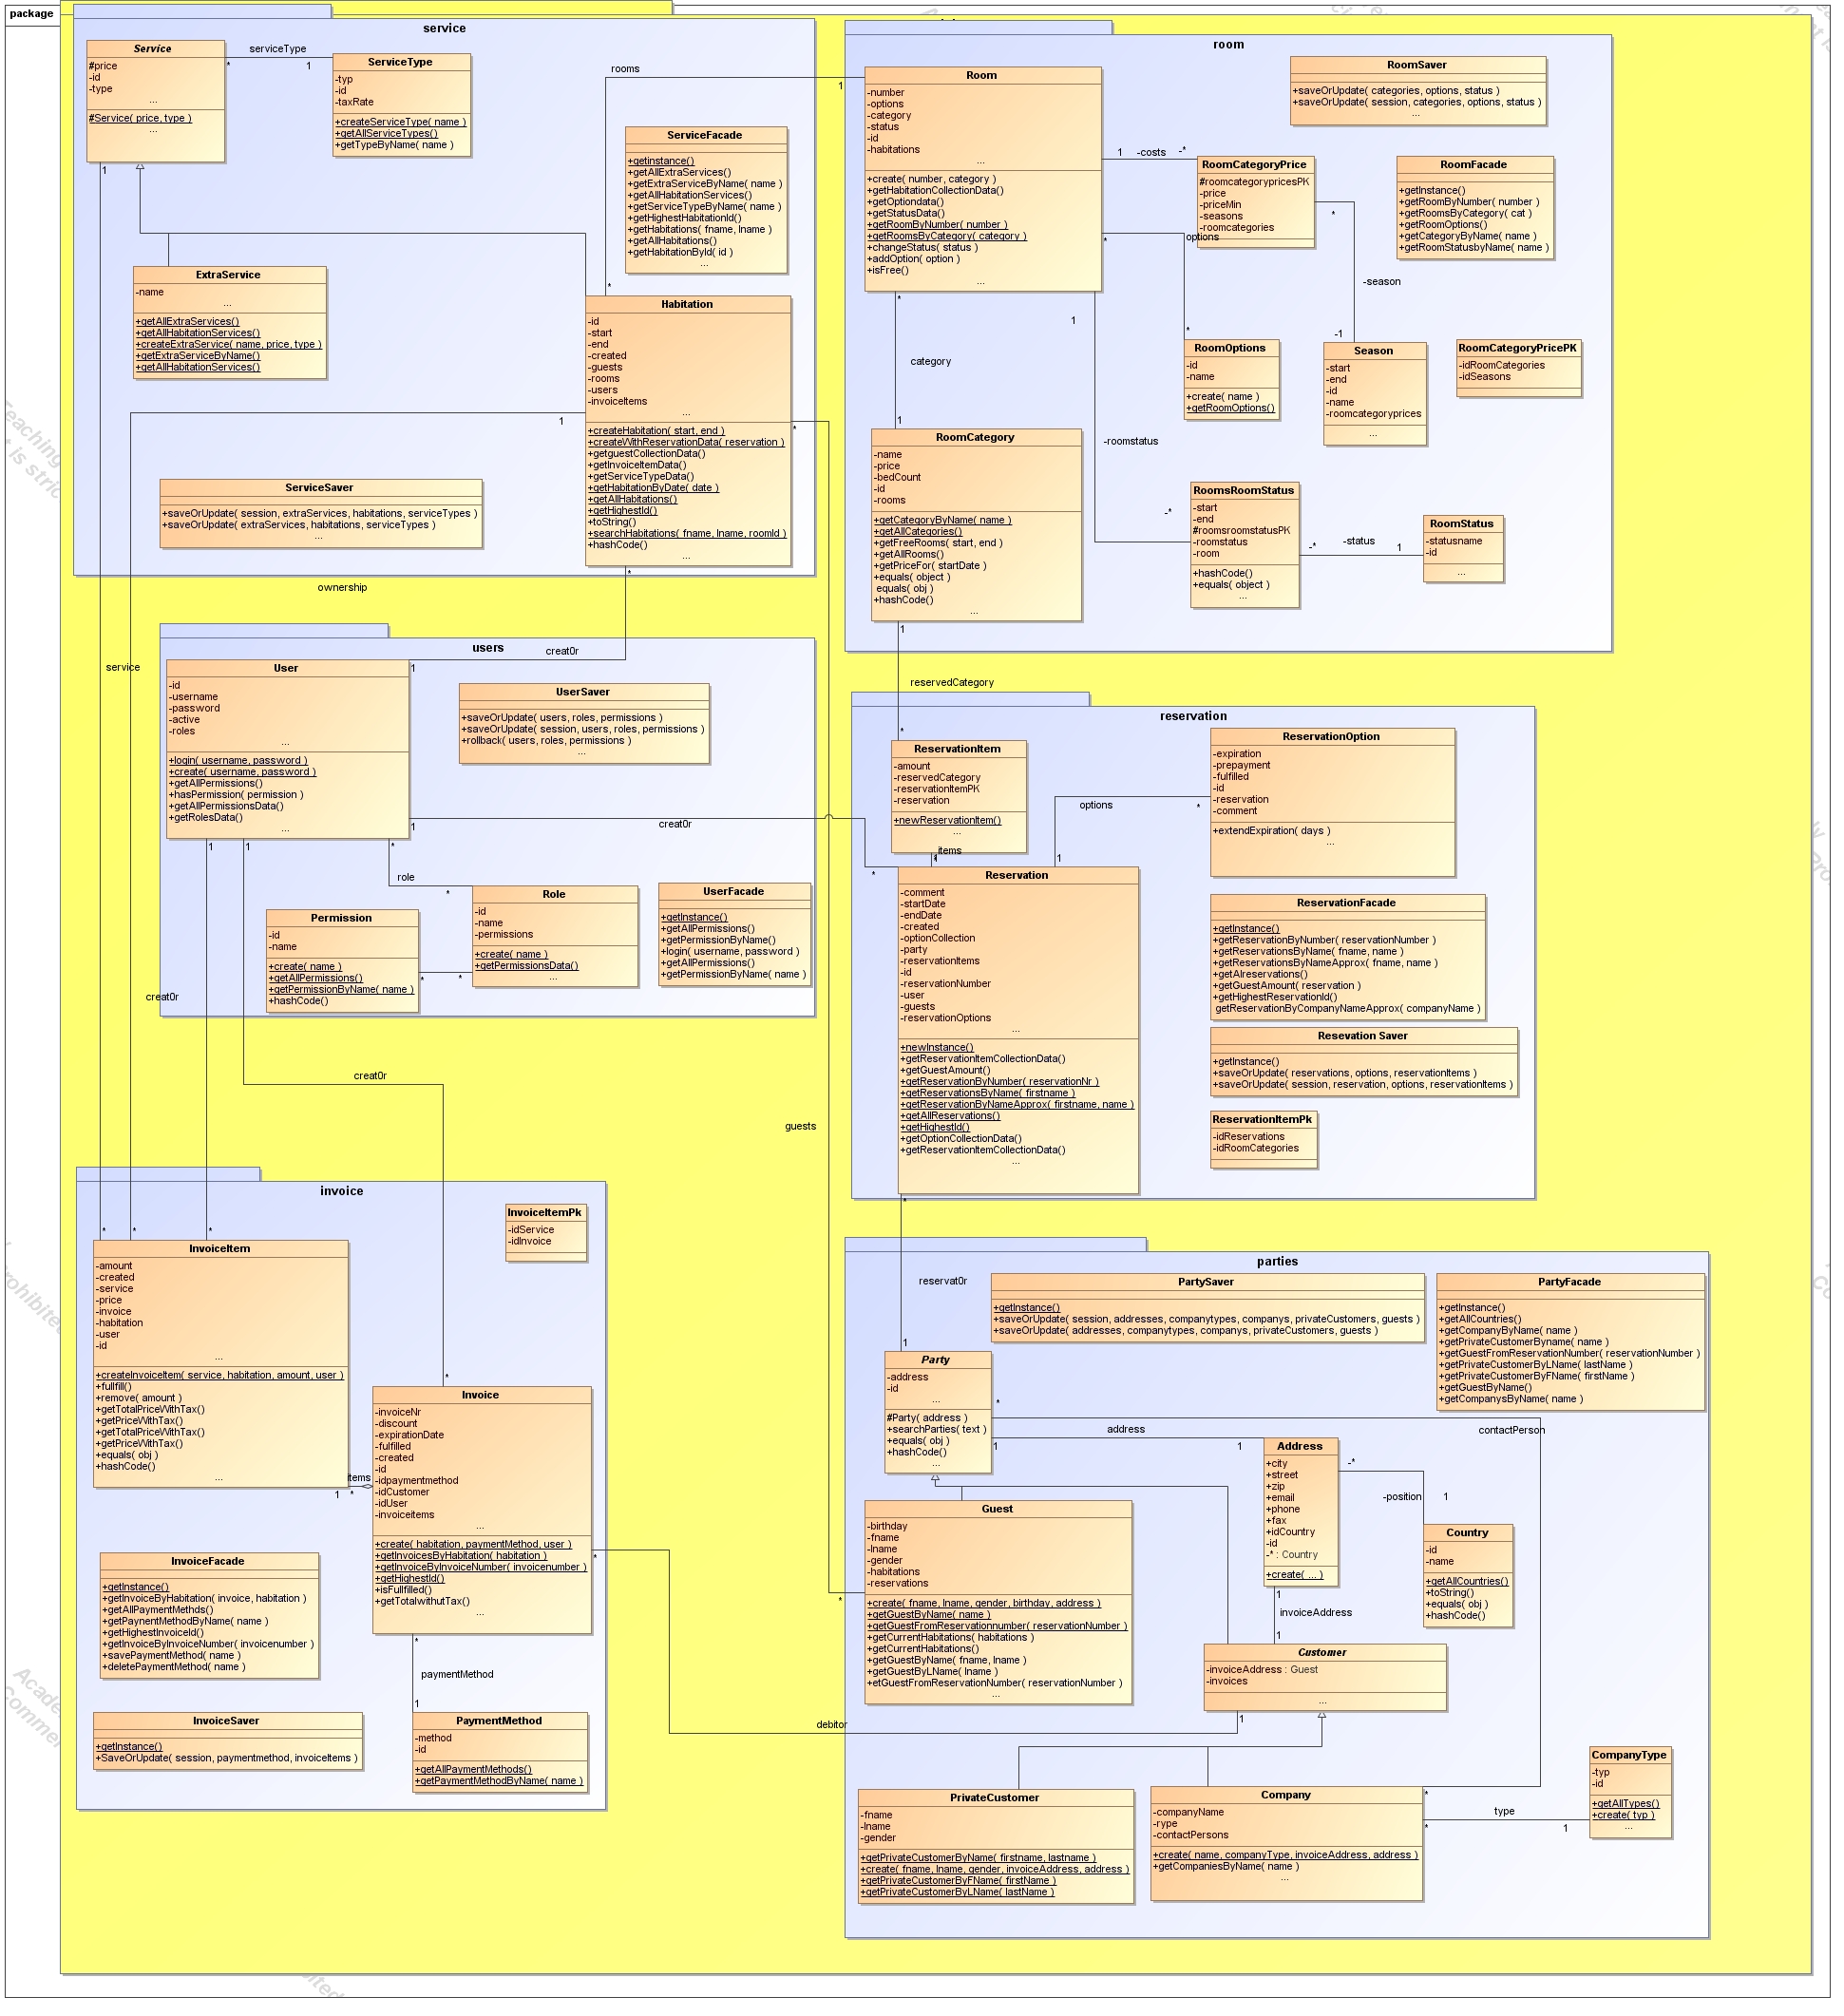 package
service
Service
#price
-id
-type
...
#Service( price, type )
...
serviceType
*
1
1
ServiceType
-typ
-id
-taxRate
+createServiceType( name )
+getAllServiceTypes()
+getTypeByName( name )
rooms
1
*
ServiceFacade
+getinstance()
+getAllExtraServices()
+getExtraServiceByName( name )
+getAllHabitationServices()
+getServiceTypeByName( name )
+getHighestHabitationId()
+getHabitations( fname, lname )
+getAllHabitations()
+getHabitationById( id )
...
ExtraService
-name
...
+getAllExtraServices()
+getAllHabitationServices()
+createExtraService( name, price, type )
+getExtraServiceByName()
+getAllHabitationServices()
Habitation
-id
-start
-end
-created
-guests
-rooms
-users
-invoiceItems
...
+createHabitation( start, end )
+createWithReservationData( reservation )
+getguestCollectionData()
+getInvoiceItemData()
+getServiceTypeData()
+getHabitationByDate( date )
+getAllHabitations()
+getHighestId()
+toString()
+searchHabitations( fname, lname, roomId )
+hashCode()
...
1
*
*
ServiceSaver
+saveOrUpdate( session, extraServices, habitations, serviceTypes )
+saveOrUpdate( extraServices, habitations, serviceTypes )
...
ownership
service
room
Room
-number
-options
-category
-status
-id
-habitations
...
+create( number, category )
+getHabitationCollectionData()
+getOptiondata()
+getStatusData()
+getRoomByNumber( number )
+getRoomsByCategory( category )
+changeStatus( status )
+addOption( option )
+isFree()
...
RoomSaver
+saveOrUpdate( categories, options, status )
+saveOrUpdate( session, categories, options, status )
...
1
-costs
-*
RoomCategoryPrice
#roomcategorypricesPK
-price
-priceMin
-seasons
-roomcategories
RoomFacade
+getInstance()
+getRoomByNumber( number )
+getRoomsByCategory( cat )
+getRoomOptions()
+getCategoryByName( name )
+getRoomStatusbyName( name )
*
options
*
*
-season
-1
*
1
category
1
RoomOptions
-id
-name
+create( name )
+getRoomOptions()
Season
-start
-end
-id
-name
-roomcategoryprices
...
RoomCategoryPricePK
-idRoomCategories
-idSeasons
RoomCategory
-name
-price
-bedCount
-id
-rooms
+getCategoryByName( name )
+getAllCategories()
+getFreeRooms( start, end )
+getAllRooms()
+getPriceFor( startDate )
+equals( object )
equals( obj )
+hashCode()
...
1
-roomstatus
-*
RoomsRoomStatus
-start
-end
#roomsroomstatusPK
-roomstatus
-room
+hashCode()
+equals( object )
...
-*
-status
1
RoomStatus
-statusname
-id
...
reservedCategory
*
users
User
-id
-username
-password
-active
-roles
...
+login( username, password )
+create( username, password )
+getAllPermissions()
+hasPermission( permission )
+getAllPermissionsData()
+getRolesData()
...
1
creat0r
UserSaver
+saveOrUpdate( users, roles, permissions )
+saveOrUpdate( session, users, roles, permissions )
+rollback( users, roles, permissions )
...
1
creat0r
*
1
1
*
role
*
Permission
-id
-name
+create( name )
+getAllPermissions()
+getPermissionByName( name )
+hashCode()
*
*
Role
-id
-name
-permissions
+create( name )
+getPermissionsData()
...
UserFacade
+getInstance()
+getAllPermissions()
+getPermissionByName()
+login( username, password )
+getAllPermissions()
+getPermissionByName( name )
creat0r
creat0r
guests
reservation
ReservationItem
-amount
-reservedCategory
-reservationItemPK
-reservation
+newReservationItem()
...
items
options
*
1
ReservationOption
-expiration
-prepayment
-fulfilled
-id
-reservation
-comment
+extendExpiration( days )
...
Reservation
-comment
-startDate
-endDate
-created
-optionCollection
-party
-reservationItems
-id
-reservationNumber
-user
-guests
-reservationOptions
...
+newInstance()
+getReservationItemCollectionData()
+getGuestAmount()
+getReservationByNumber( reservationNr )
+getReservationsByName( firstname )
+getReservationByNameApprox( firstname, name )
+getAllReservations()
+getHighestId()
+getOptionCollectionData()
+getReservationItemCollectionData()
...
ReservationFacade
+getInstance()
+getReservationByNumber( reservationNumber )
+getReservationsByName( fname, name )
+getReservationsByNameApprox( fname, name )
+getAlreservations()
+getGuestAmount( reservation )
+getHighestReservationId()
getReservationByCompanyNameApprox( companyName )
Resevation Saver
+getInstance()
+saveOrUpdate( reservations, options, reservationItems )
+saveOrUpdate( session, reservation, options, reservationItems )
ReservationItemPk
-idReservations
-idRoomCategories
*
reservat0r
1
invoice
InvoiceItemPk
-idService
-idInvoice
*
*
*
InvoiceItem
-amount
-created
-service
-price
-invoice
-habitation
-user
-id
...
+createInvoiceItem( service, habitation, amount, user )
+fullfill()
+remove( amount )
+getTotalPriceWithTax()
+getPriceWithTax()
+getTotalPriceWithTax()
+getPriceWithTax()
+equals( obj )
+hashCode()
...
items
1
*
*
Invoice
-invoiceNr
-discount
-expirationDate
-fulfilled
-created
-id
-idpaymentmethod
-idCustomer
-idUser
-invoiceitems
...
+create( habitation, paymentMethod, user )
+getInvoicesByHabitation( habitation )
+getInvoiceByInvoiceNumber( invoicenumber )
+getHighestId()
+isFullfilled()
+getTotalwithutTax()
...
*
InvoiceFacade
+getInstance()
+getInvoiceByHabitation( invoice, habitation )
+getAllPaymentMethds()
+getPayentMethodByName( name )
+getHighestInvoiceId()
+getInvoiceByInvoiceNumber( invoicenumber )
+savePaymentMethod( name )
+deletePaymentMethod( name )
*
paymentMethod
1
InvoiceSaver
+getInstance()
+SaveOrUpdate( session, paymentmethod, invoiceItems )
PaymentMethod
-method
-id
+getAllPaymentMethods()
+getPaymentMethodByName( name )
debitor
parties
PartySaver
+getInstance()
+saveOrUpdate( session, addresses, companytypes, companys, privateCustomers, guests )
+saveOrUpdate( addresses, companytypes, companys, privateCustomers, guests )
PartyFacade
+getInstance()
+getAllCountries()
+getCompanyByName( name )
+getPrivateCustomerByname( name )
+getGuestFromReservationNumber( reservationNumber )
+getPrivateCustomerByLName( lastName )
+getPrivateCustomerByFName( firstName )
+getGuestByName()
+getCompanysByName( name )
Party
-address
-id
...
#Party( address )
+searchParties( text )
+equals( obj )
+hashCode()
...
*
contactPerson
address
1
1
Address
+city
+street
+zip
+email
+phone
+fax
+idCountry
-id
-* : Country
+create( ... )
-*
-position
1
Country
-id
-name
+getAllCountries()
+toString()
+equals( obj )
+hashCode()
Guest
-birthday
-fname
-lname
-gender
-habitations
-reservations
+create( fname, lname, gender, birthday, address )
+getGuestByName( name )
+getGuestFromReservationnumber( reservationNumber )
+getCurrentHabitations( habitations )
+getCurrentHabitations()
+getGuestByName( fname, lname )
+getGuestByLName( lname )
+etGuestFromReservationNumber( reservationNumber )
...
*
1
invoiceAddress
1
Customer
-invoiceAddress : Guest
-invoices
...
1
PrivateCustomer
-fname
-lname
-gender
+getPrivateCustomerByName( firstname, lastname )
+create( fname, lname, gender, invoiceAddress, address )
+getPrivateCustomerByFName( firstName )
+getPrivateCustomerByLName( lastName )
Company
-companyName
-rype
-contactPersons
+create( name, companyType, invoiceAddress, address )
+getCompaniesByName( name )
...
*
*
type
1
CompanyType
-typ
-id
+getAllTypes()
+create( typ )
...